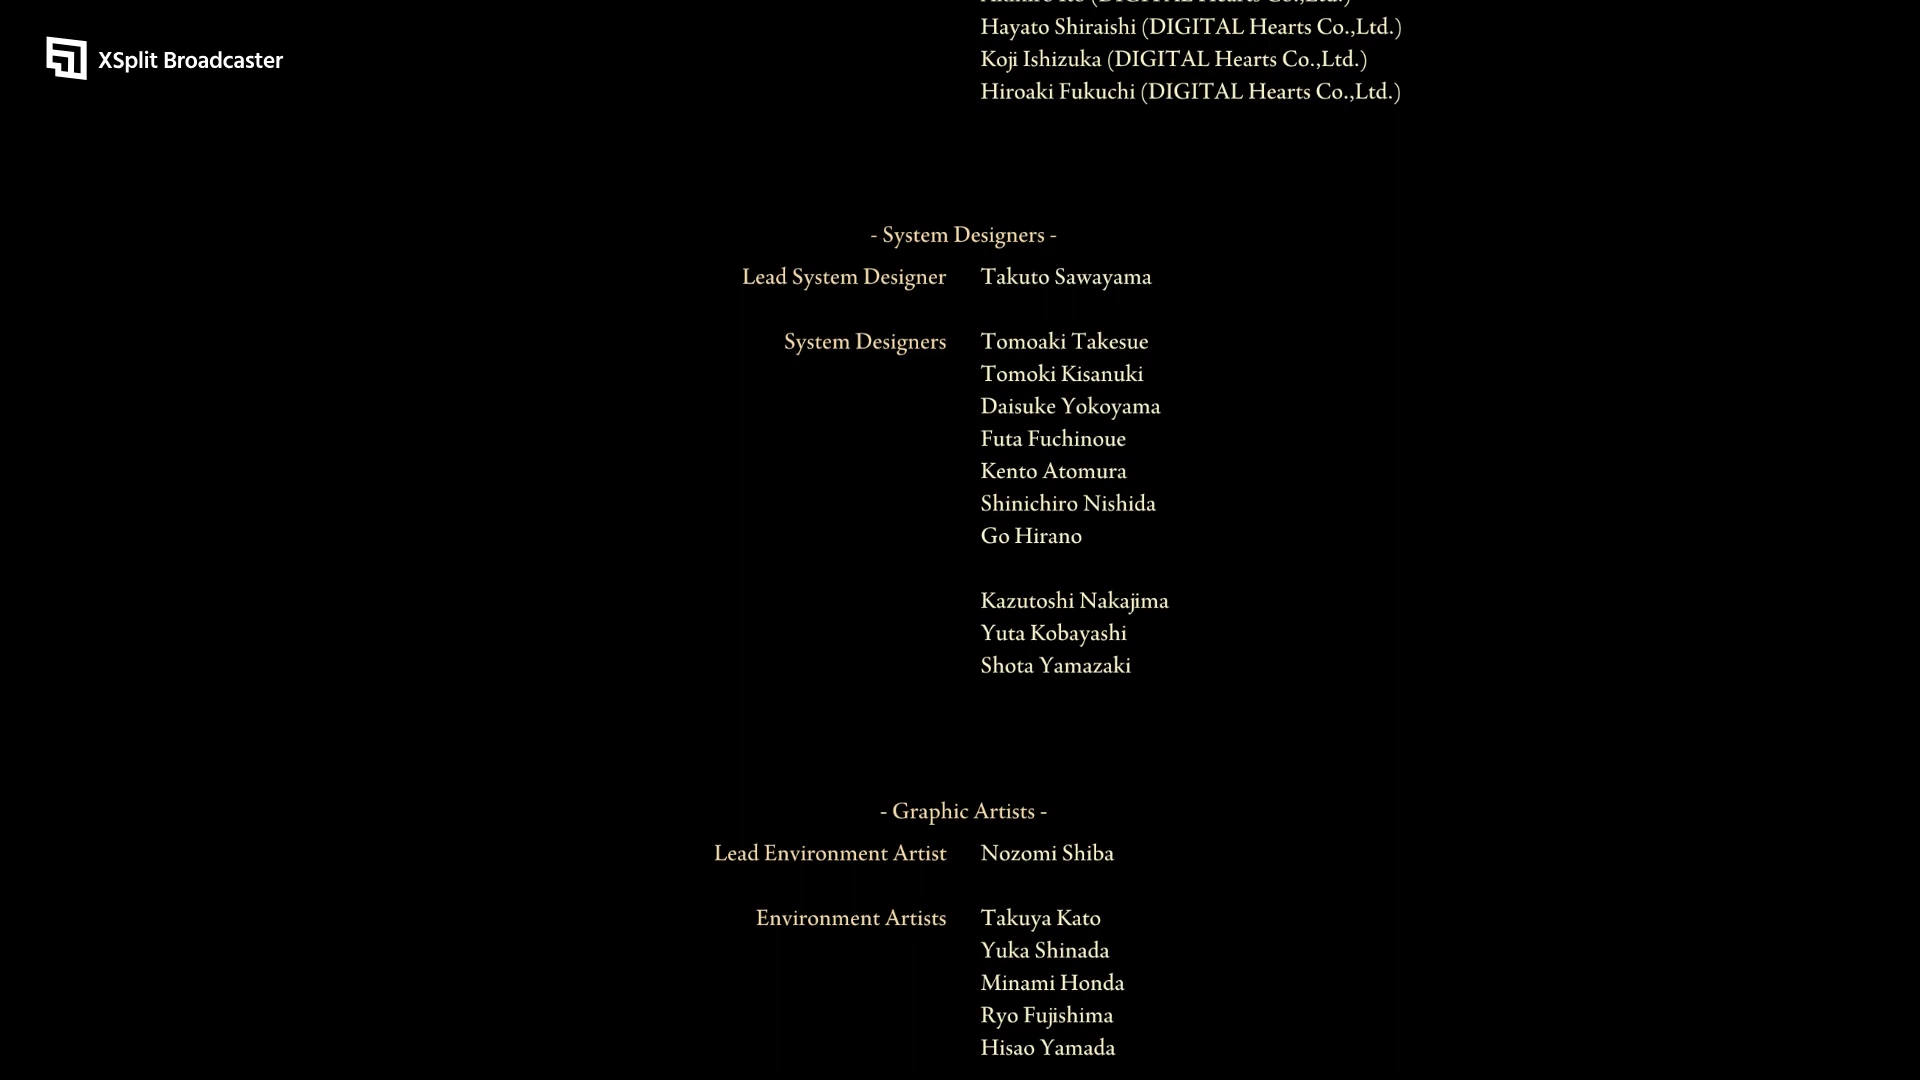 Hayato Shiraishi (DIGITAL Hearts Co.,Ltd.)
XSplit Broadcaster
Koji Ishizuka (DIGITAL Hearts Co.,Ltd.)
Hiroaki Fukuchi (DIGITAL Hearts Co.,Ltd.)
- System Designers -
Lead System Designer Takuto Sawayama
System Designers Tomoaki Takesue
Tomoki Kisanuki
Daisuke Yokoyama
Futa Fuchinoue
Kento Atomura
Shinichiro Nishida
Go Hirano
Kazutoshi Nakajima
Yuta Kobayashi
Shota Yamazaki
- Graphic Artists -
Lead Environment Artist Nozomi Shiba
Environment Artists Takuya Kato
Yuka Shinada
Minami Honda
Ryo Fujishima
Hisao Yamada